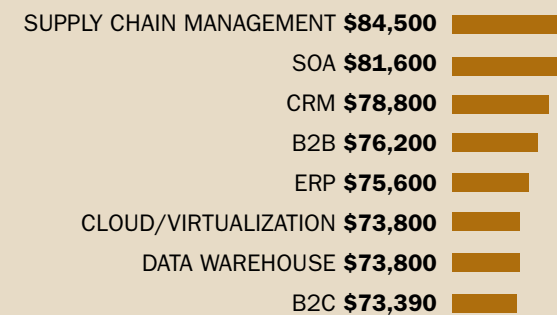 SUPPLY CHAIN MANAGEMENT $84,500
SOA $81,600
CRM $78,800
B2B $76,200
ERP $75,600
CLOUD/VIRTUALIZATION $73,800
DATA WAREHOUSE $73,800
B2C $73,390